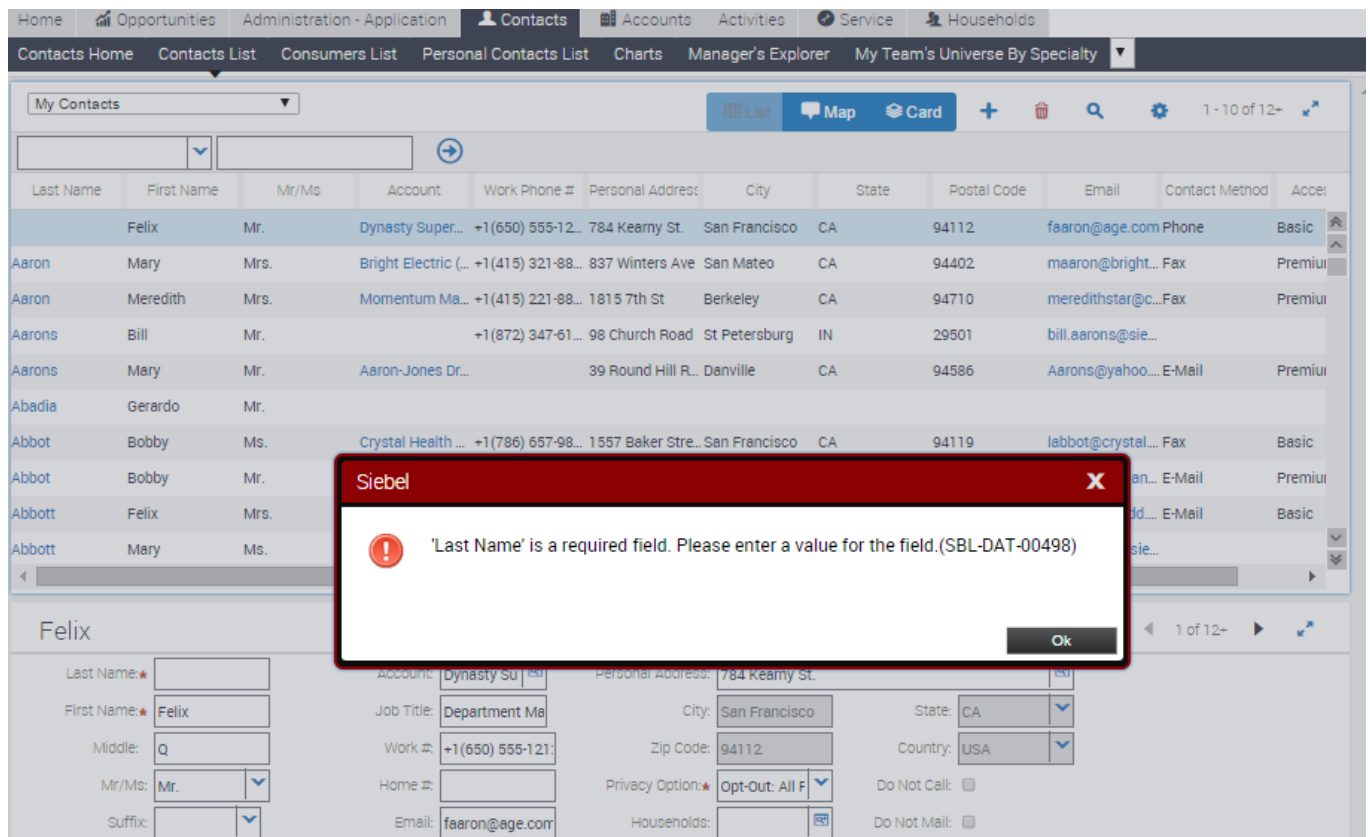 Home Opportunities Administration - Application Contacts Accounts Activities Service Households
Contacts Home Contacts List Consumers List Personal Contacts List Charts Manager's Explorer My Team's Universe By Specialty
My Contacts List Map Card 1 - 10 of 12+
Last Name First Name Mr/Ms Account Work Phone # Personal Address City State Postal Code Email Contact Method Acces
Felix Mr. Dynasty Super... +1(650) 555-12... 784 Kearny St. San Francisco CA 94112 faaron@age.com Phone Basic
Aaron Mary Mrs. Bright Electric (... +1(415) 321-88... 837 Winters Ave San Mateo CA 94402 maaron@bright... Fax Premiu
Aaron Meredith Mrs. Momentum Ma... +1(415) 221-88... 1815 7th St Berkeley CA 94710 meredithstar@c... Fax Premiu
Aarons Bill Mr. +1(872) 347-61... 98 Church Road St Petersburg IN 29501 bill.aarons@sie...
Aarons Mary Mr. Aaron-Jones Dr... 39 Round Hill R... Danville CA 94586 Aarons@yahoo.... E-Mail Premiu
Abadia Gerardo Mr.
Abbot Bobby Ms. Crystal Health ... +1(786) 657-98... 1557 Baker Stre... San Francisco CA 94119 labbot@crystal.... Fax Basic
Abbot Bobby Mr. an... E-Mail Premiu
Abbott Felix Mrs. dd.... E-Mail Basic
Abbott Mary Ms. sie...
Siebel X
'Last Name' is a required field. Please enter a value for the field.(SBL-DAT-00498)
Ok
Felix 1 of 12+
Last Name:* Account: Dynasty Su Personal Address: 784 Kearny St.
First Name:* Felix Job Title: Department Ma City: San Francisco State: CA
Middle: Q Work #: +1(650) 555-121: Zip Code: 94112 Country: USA
Mr/Ms: Mr. Home #: Privacy Option:* Opt-Out: All F Do Not Call:
Suffix: Email: faaron@age.com Households: Do Not Mail: